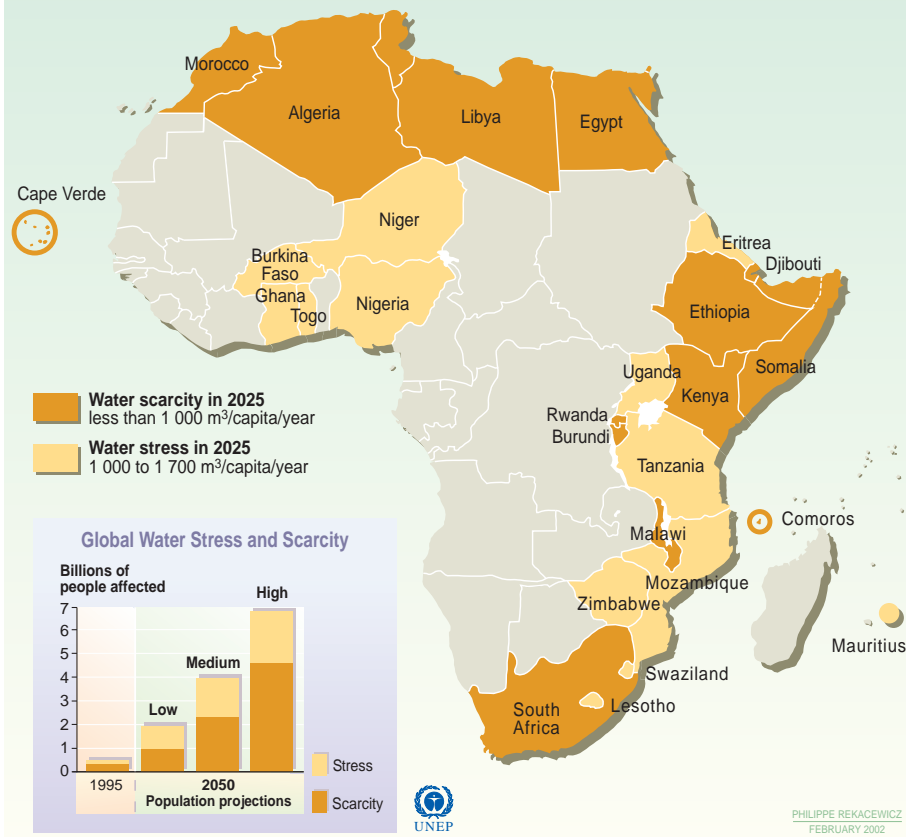 Morocco
Algeria
Libya
Egypt
Cape Verde
Niger
Burkina
Faso
Eritrea
Djibouti
Ghana
Togo
Nigeria
Ethiopia
Somalia
Uganda
Kenya
Rwanda
Burundi
Tanzania
Comoros
Malawi
Mozambique
Zimbabwe
Mauritius
Swaziland
Lesotho
South
Africa
Water scarcity in 2025
less than 1 000 m³/capita/year
Water stress in 2025
1 000 to 1 700 m³/capita/year
Global Water Stress and Scarcity
Billions of
people affected
7
6
5
4
3
2
1
0
Low
Medium
High
1995
2050
Population projections
Stress
Scarcity
UNEP
PHILIPPE REKACEWICZ
FEBRUARY 2002